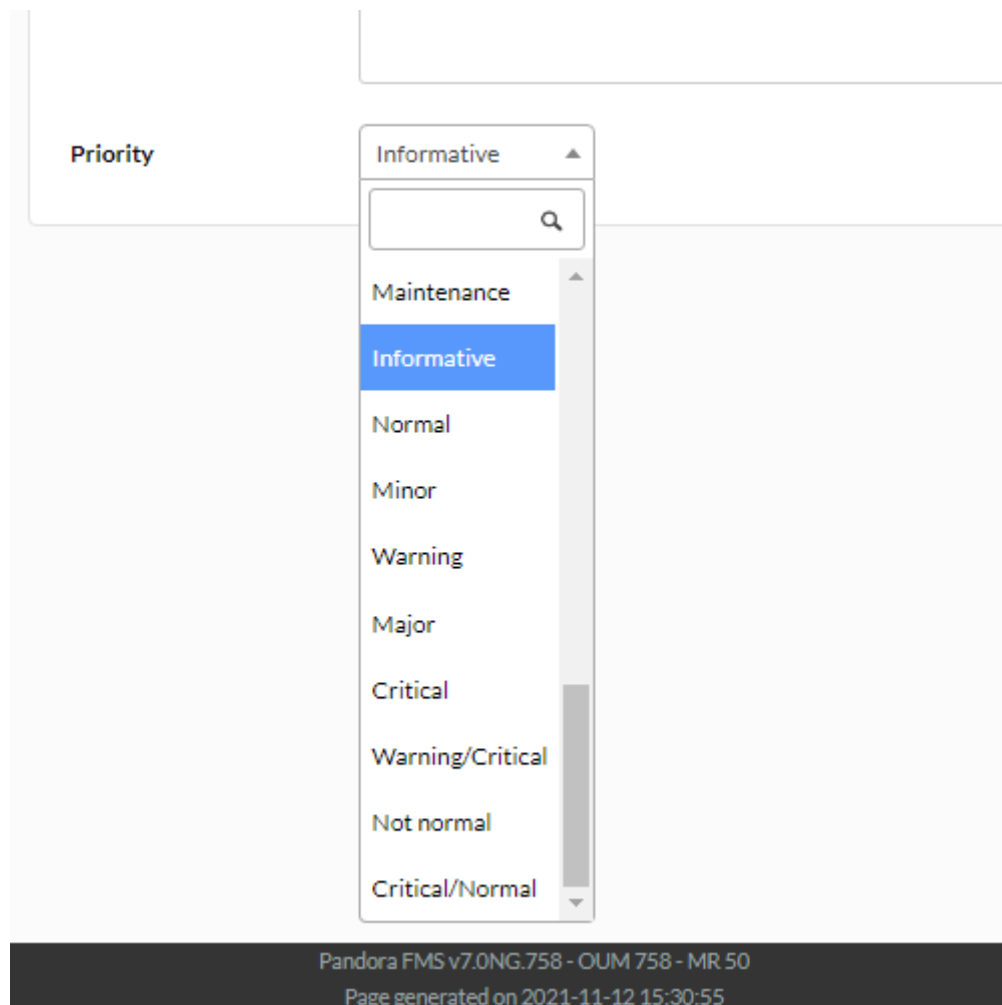 Priority
Informative
Maintenance
Informative
Normal
Minor
Warning
Major
Critical
Warning/Critical
Not normal
Critical/Normal
Pandora FMS v7.0NG.758 - OUM 758 - MR 50
Page generated on 2021-11-12 15:30:55